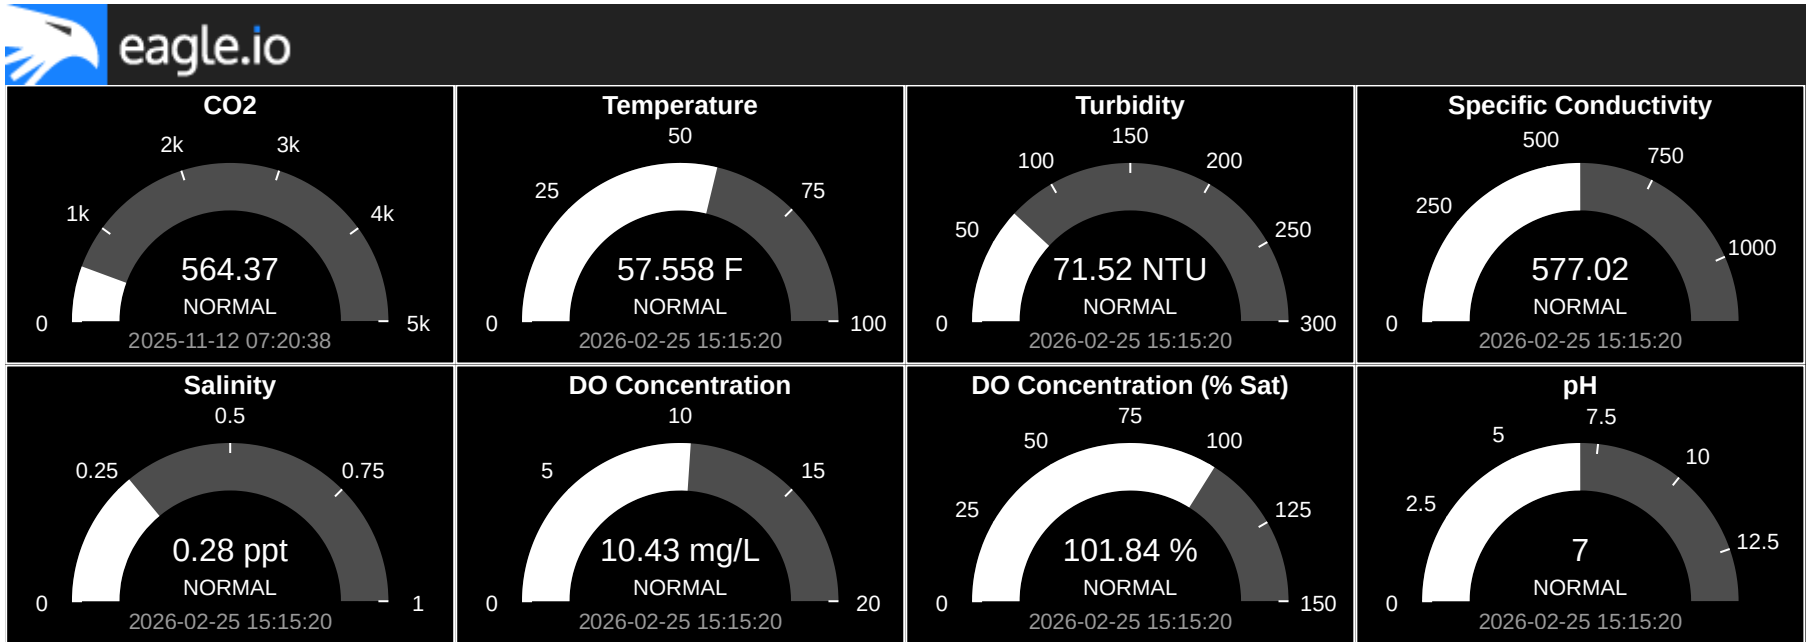 eagle.io
CO2
0
1k
2k
3k
4k
5k
564.37
NORMAL
2025-11-12 07:20:38
Temperature
0
25
50
75
100
57.558 F
NORMAL
2026-02-25 15:15:20
Turbidity
0
50
100
150
200
250
300
71.52 NTU
NORMAL
2026-02-25 15:15:20
Specific Conductivity
0
250
500
750
1000
577.02
NORMAL
2026-02-25 15:15:20
Salinity
0
0.25
0.5
0.75
1
0.28 ppt
NORMAL
2026-02-25 15:15:20
DO Concentration
0
5
10
15
20
10.43 mg/L
NORMAL
2026-02-25 15:15:20
DO Concentration (% Sat)
0
25
50
75
100
125
150
101.84 %
NORMAL
2026-02-25 15:15:20
pH
0
2.5
5
7.5
10
12.5
7
NORMAL
2026-02-25 15:15:20